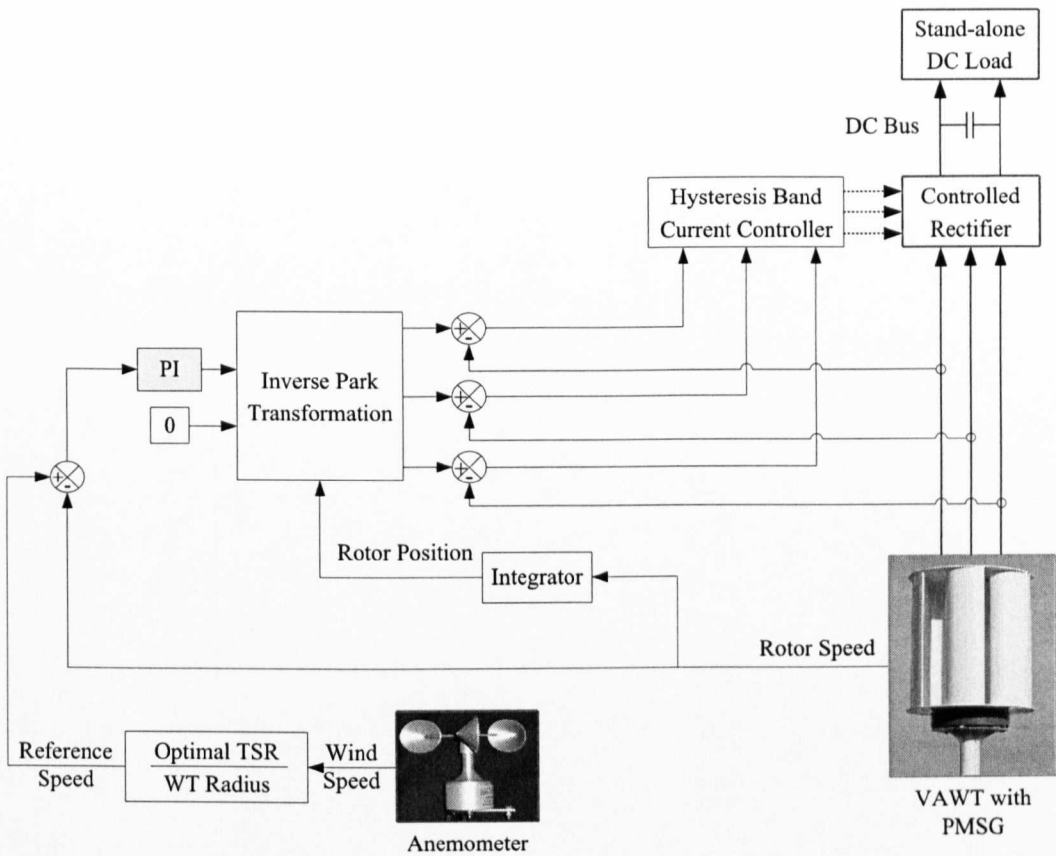 Stand-alone
DC Load
DC Bus
Hysteresis Band
Current Controller
Controlled
Rectifier
+
-
PI
Inverse Park
Transformation
+
-
0
+
-
+
-
Rotor Position
Integrator
Rotor Speed
Reference
Speed
Optimal TSR
WT Radius
Wind
Speed
VAWT with
PMSG
Anemometer